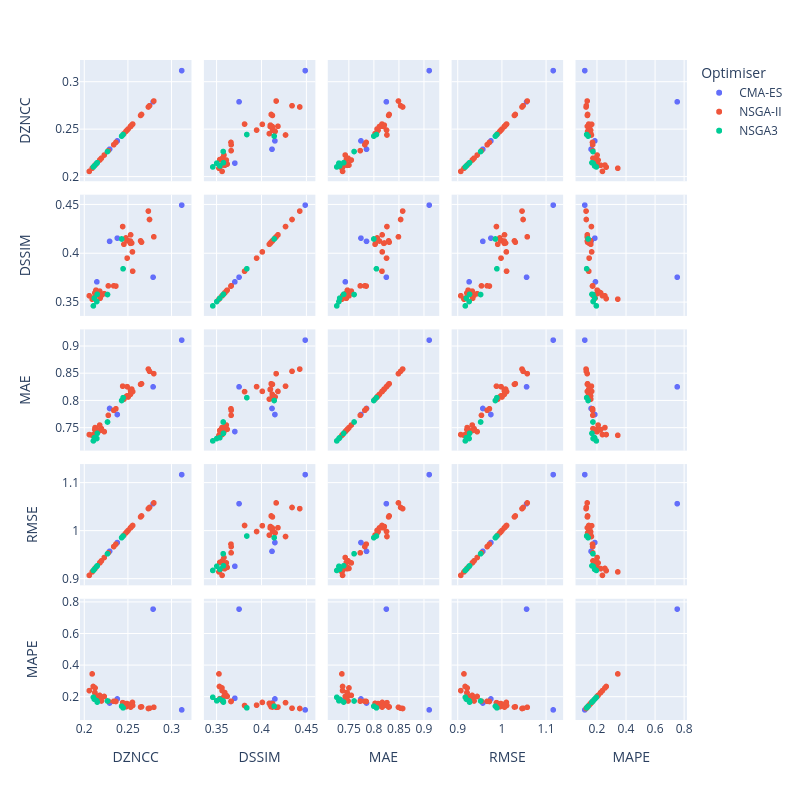 Optimiser
CMA-ES
NSGA-II
NSGA3
DZNCC
0.3
0.25
0.2
DSSIM
0.45
0.4
0.35
MAE
0.9
0.85
0.8
0.75
RMSE
1.1
1
0.9
MAPE
0.8
0.6
0.4
0.2
0.2 0.25 0.3 0.35 0.4 0.45 0.75 0.8 0.85 0.9 0.9 1 1.1 0.2 0.4 0.6 0.8
DZNCC DSSIM MAE RMSE MAPE